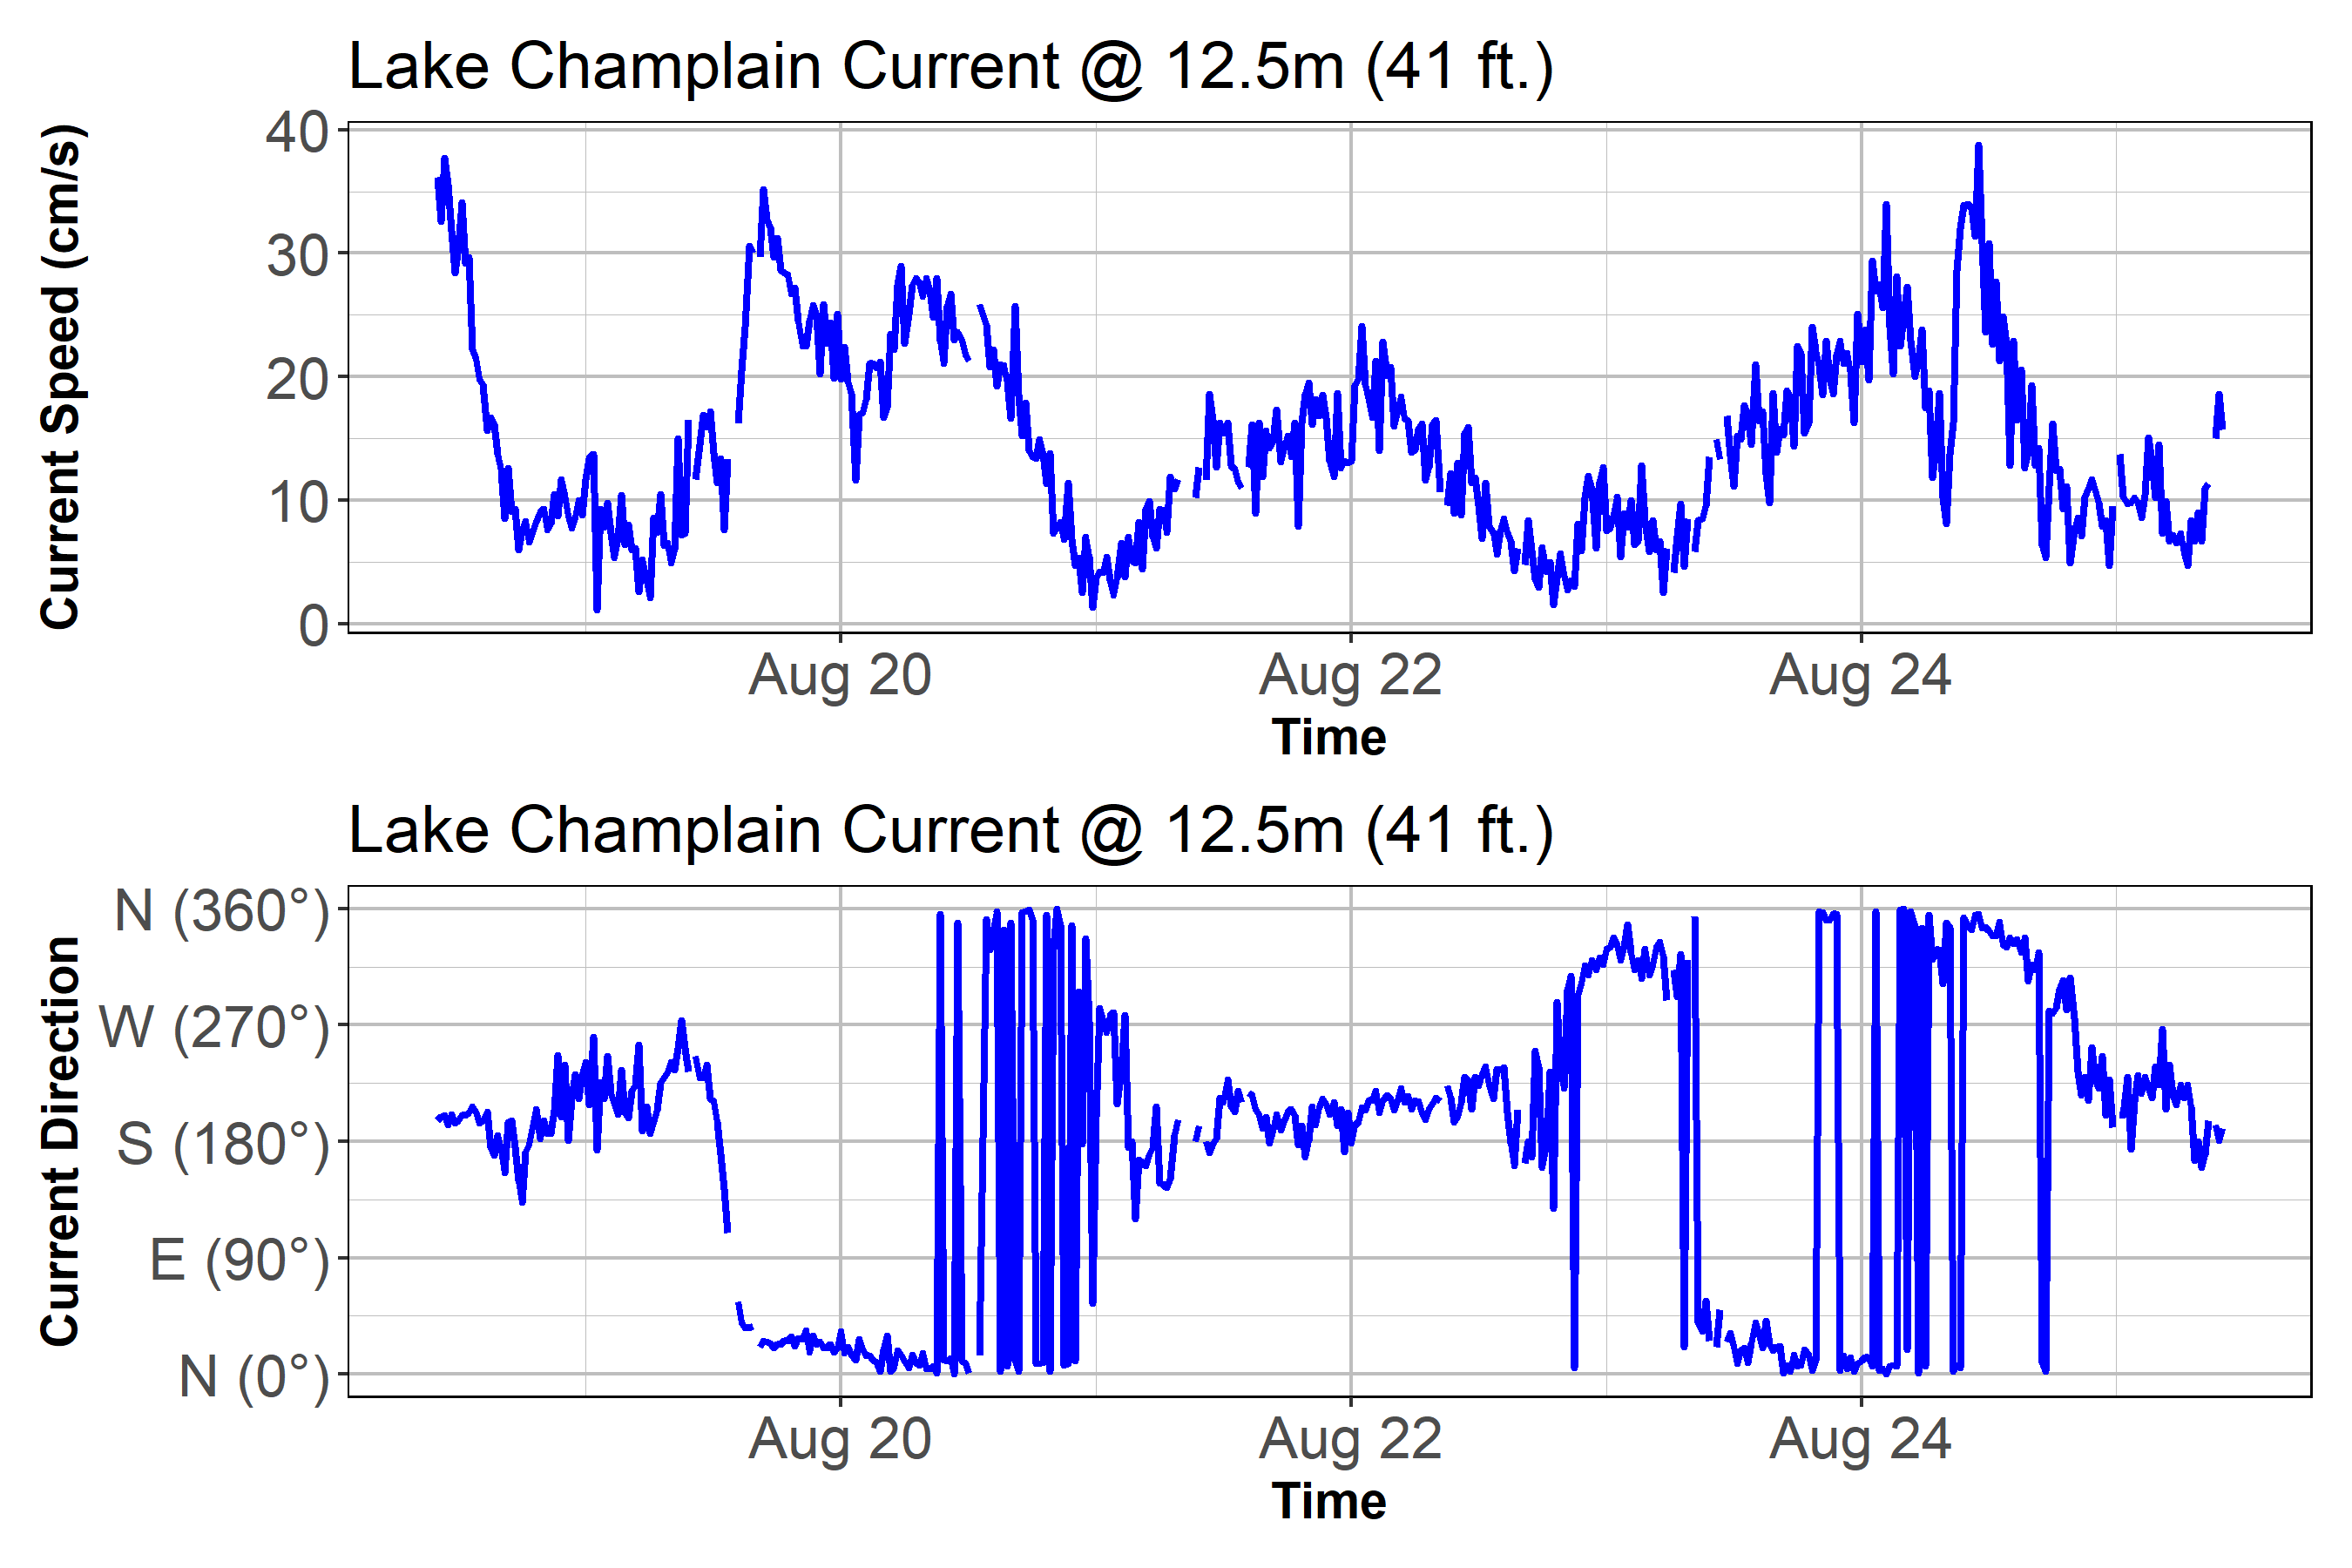 Lake Champlain Current @ 12.5m (41 ft.)
Current Speed (cm/s)
40
30
20
10
0
Aug 20 Aug 22 Aug 24
Time
Lake Champlain Current @ 12.5m (41 ft.)
Current Direction
N (360°)
W (270°)
S (180°)
E (90°)
N (0°)
Aug 20 Aug 22 Aug 24
Time